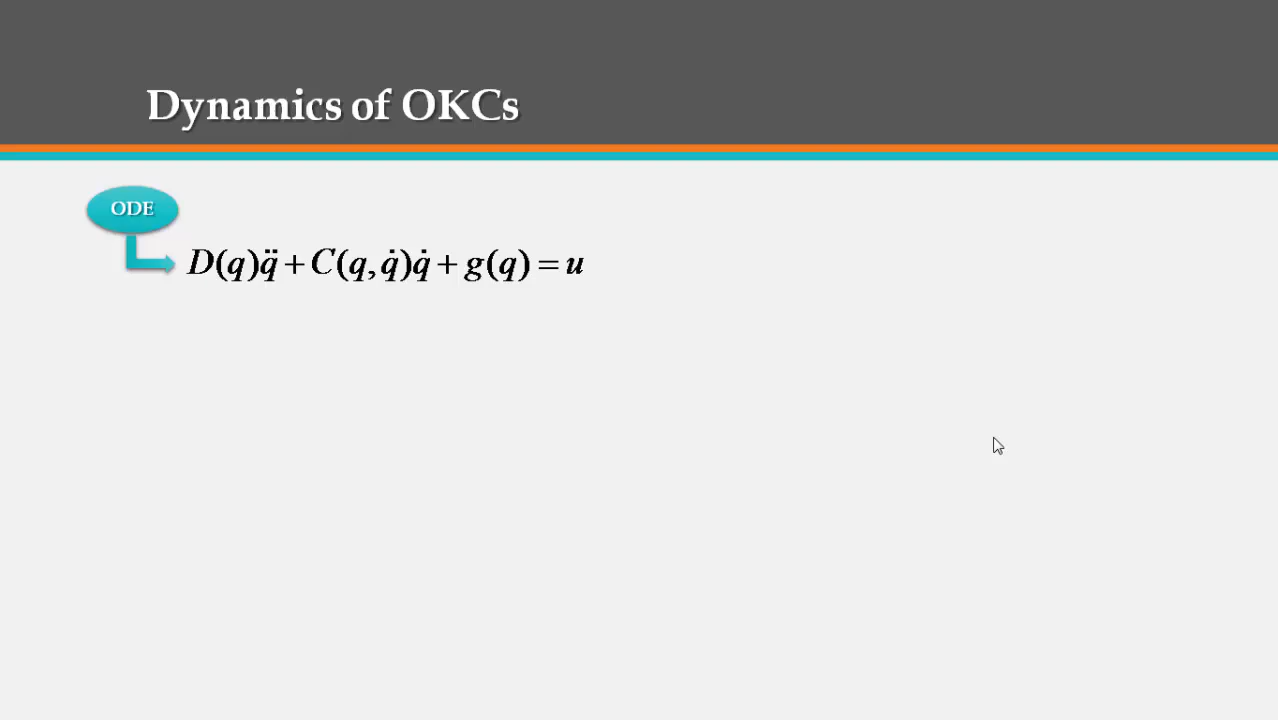 Dynamics of OKCs
ODE
D(q)q̈ + C(q, q̇)q̇ + g(q) = u